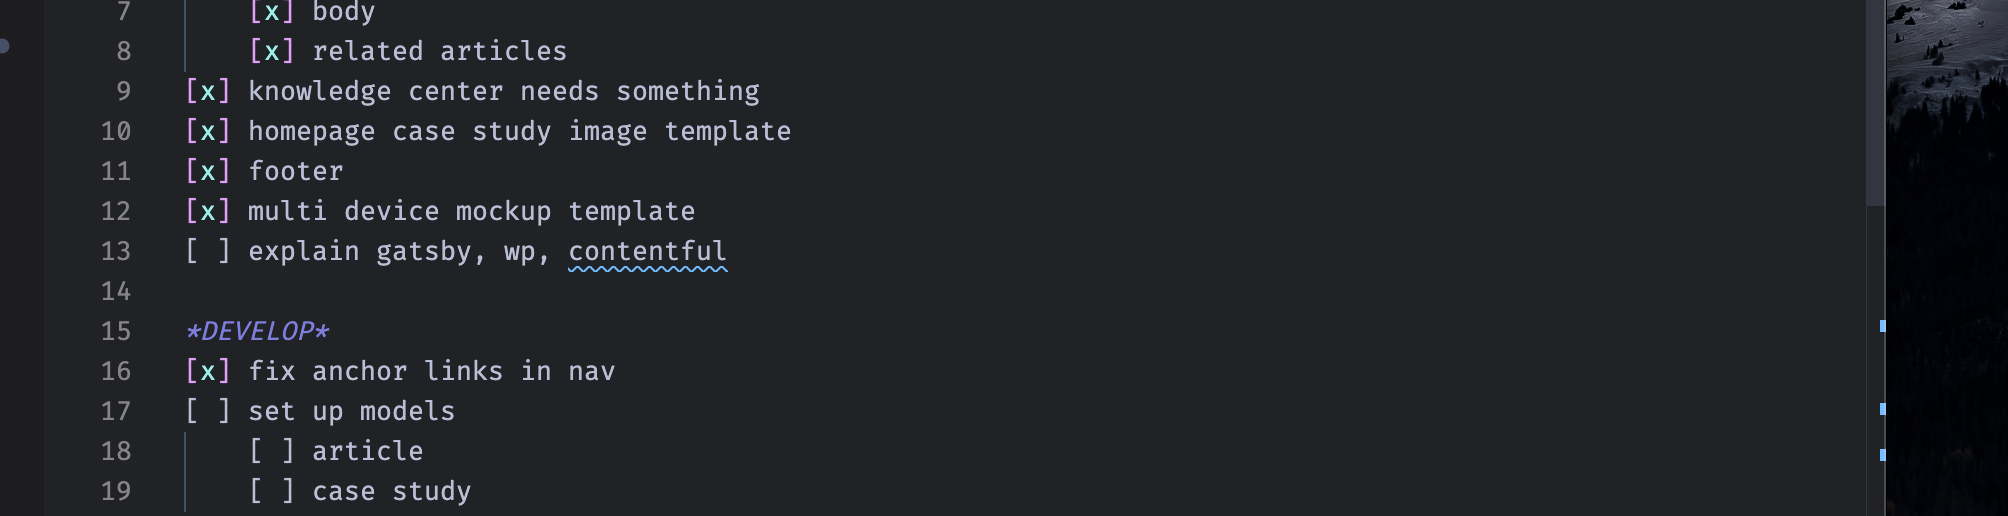 7 [x] body
8 [x] related articles
9 [x] knowledge center needs something
10 [x] homepage case study image template
11 [x] footer
12 [x] multi device mockup template
13 [ ] explain gatsby, wp, contentful
14
15 *DEVELOP*
16 [x] fix anchor links in nav
17 [ ] set up models
18 [ ] article
19 [ ] case study